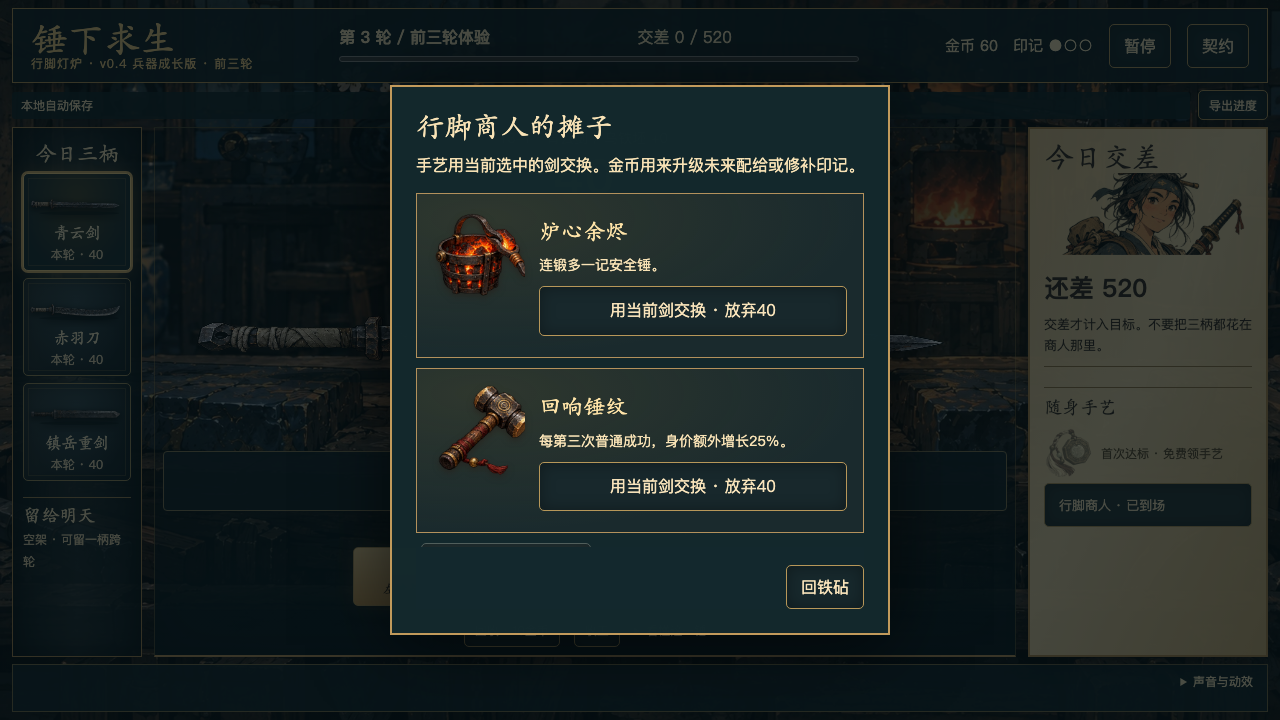 锤下求生
行脚灯炉 · v0.4 兵器成长版 · 前三轮
第 3 轮 / 前三轮体验
交差 0 / 520
金币 60
印记
暂停
契约
本地自动保存
导出进度
今日三柄
青云剑
本轮 · 40
赤羽刀
本轮 · 40
镇岳重剑
本轮 · 40
留给明天
空架 · 可留一柄跨
轮
行脚商人的摊子
手艺用当前选中的剑交换。金币用来升级未来配给或修补印记。
炉心余烬
连锻多一记安全锤。
用当前剑交换 · 放弃40
回响锤纹
每第三次普通成功，身价额外增长25%。
用当前剑交换 · 放弃40
回铁砧
今日交差
还差 520
交差才计入目标。不要把三柄都花在
商人那里。
随身手艺
首次达标 · 免费领手艺
行脚商人 · 已到场
声音与动效